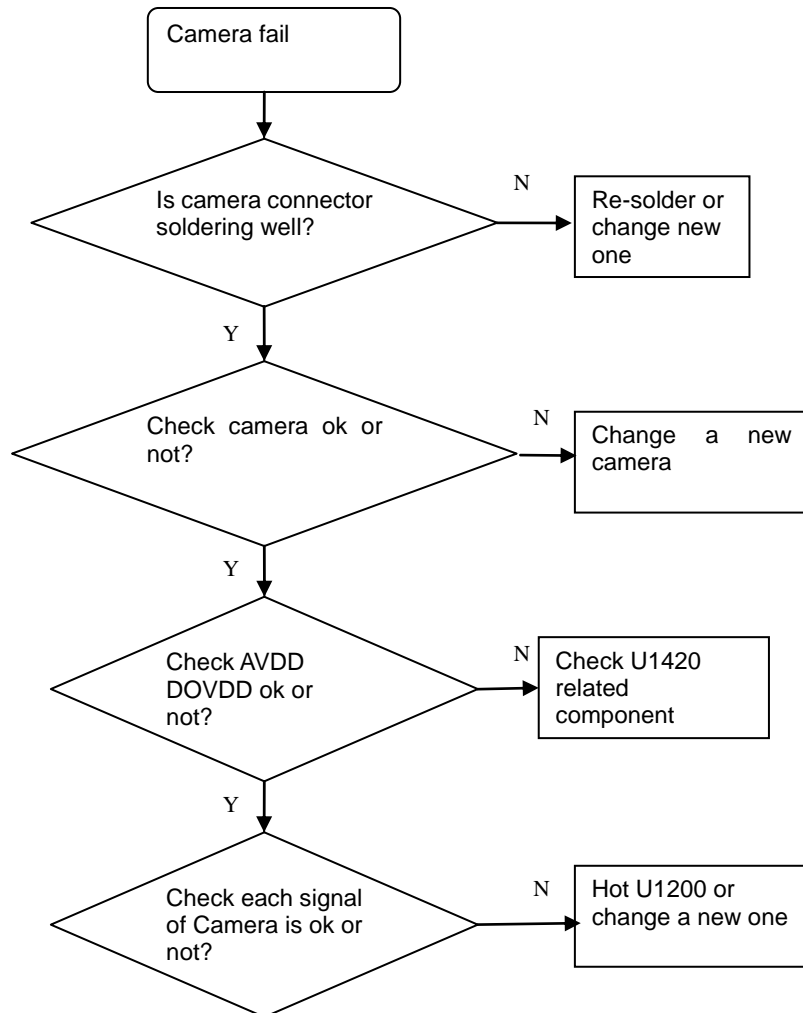 Camera fail
Is camera connector
soldering well?
N
Re-solder or
change new
one
Y
Check camera ok or
not?
N
Change a new
camera
Y
Check AVDD
DOVDD ok or
not?
N
Check U1420
related
component
Y
Check each signal
of Camera is ok or
not?
N
Hot U1200 or
change a new one